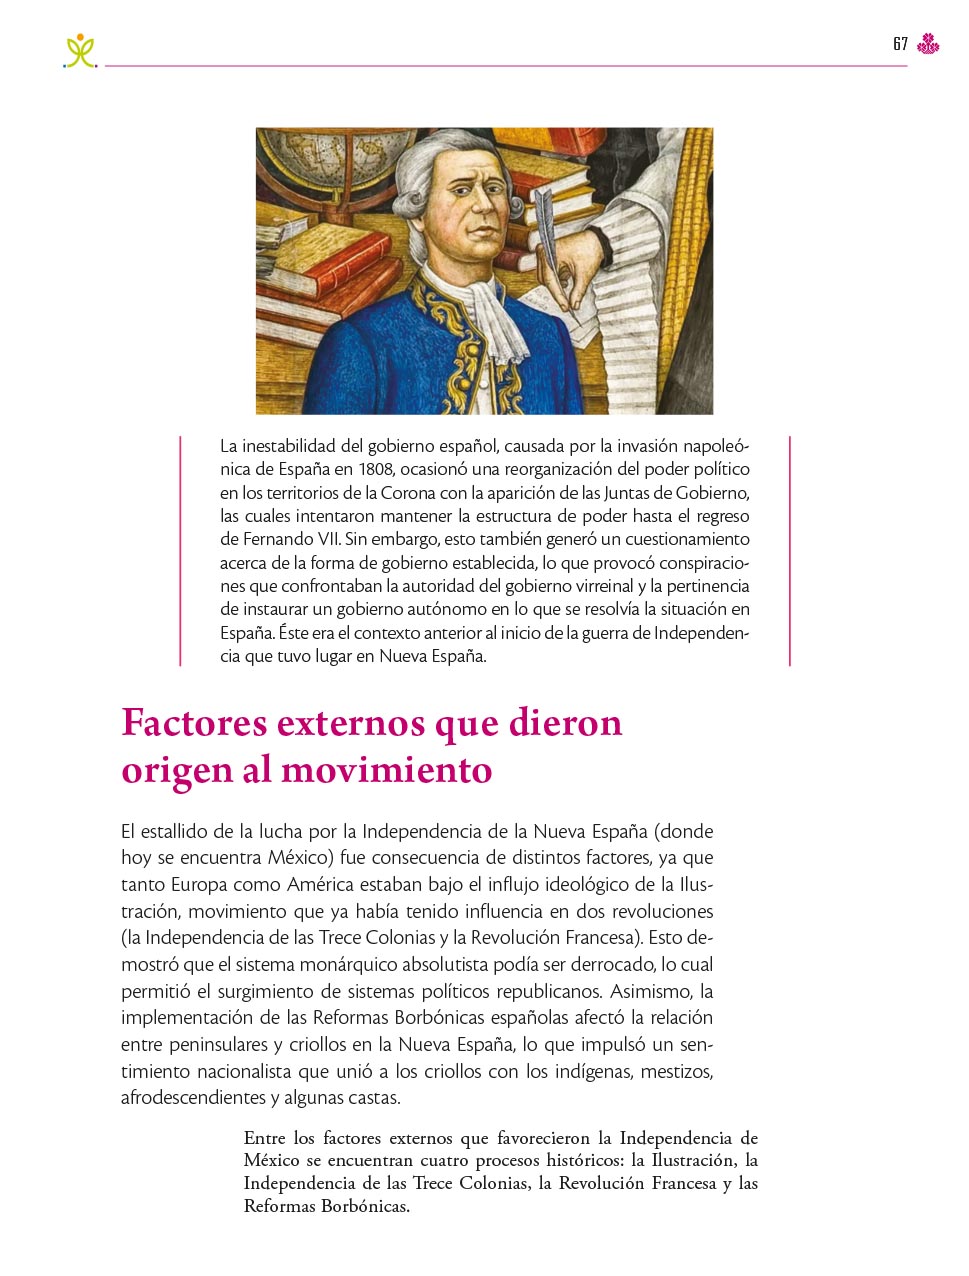 67
La inestabilidad del gobierno español, causada por la invasión napoleó-
nica de España en 1808, ocasionó una reorganización del poder político
en los territorios de la Corona con la aparición de las Juntas de Gobierno,
las cuales intentaron mantener la estructura de poder hasta el regreso
de Fernando VII. Sin embargo, esto también generó un cuestionamiento
acerca de la forma de gobierno establecida, lo que provocó conspiracio-
nes que confrontaban la autoridad del gobierno virreinal y la pertinencia
de instaurar un gobierno autónomo en lo que se resolvía la situación en
España. Éste era el contexto anterior al inicio de la guerra de Independen-
cia que tuvo lugar en Nueva España.
Factores externos que dieron
origen al movimiento
El estallido de la lucha por la Independencia de la Nueva España (donde
hoy se encuentra México) fue consecuencia de distintos factores, ya que
tanto Europa como América estaban bajo el influjo ideológico de la Ilus-
tración, movimiento que ya había tenido influencia en dos revoluciones
(la Independencia de las Trece Colonias y la Revolución Francesa). Esto de-
mostró que el sistema monárquico absolutista podía ser derrocado, lo cual
permitió el surgimiento de sistemas políticos republicanos. Asimismo, la
implementación de las Reformas Borbónicas españolas afectó la relación
entre peninsulares y criollos en la Nueva España, lo que impulsó un sen-
timiento nacionalista que unió a los criollos con los indígenas, mestizos,
afrodescendientes y algunas castas.
Entre los factores externos que favorecieron la Independencia de
México se encuentran cuatro procesos históricos: la Ilustración, la
Independencia de las Trece Colonias, la Revolución Francesa y las
Reformas Borbónicas.